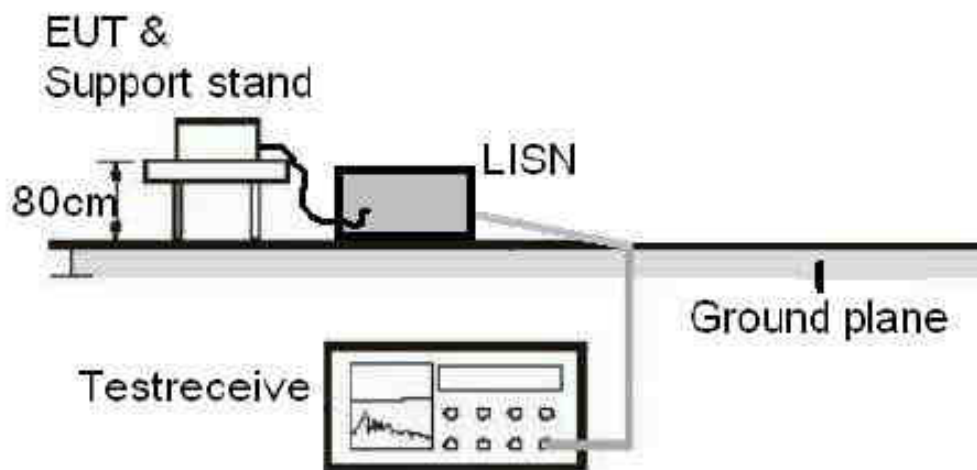 EUT &
Support stand
LISN
80cm
Ground plane
Testreceive